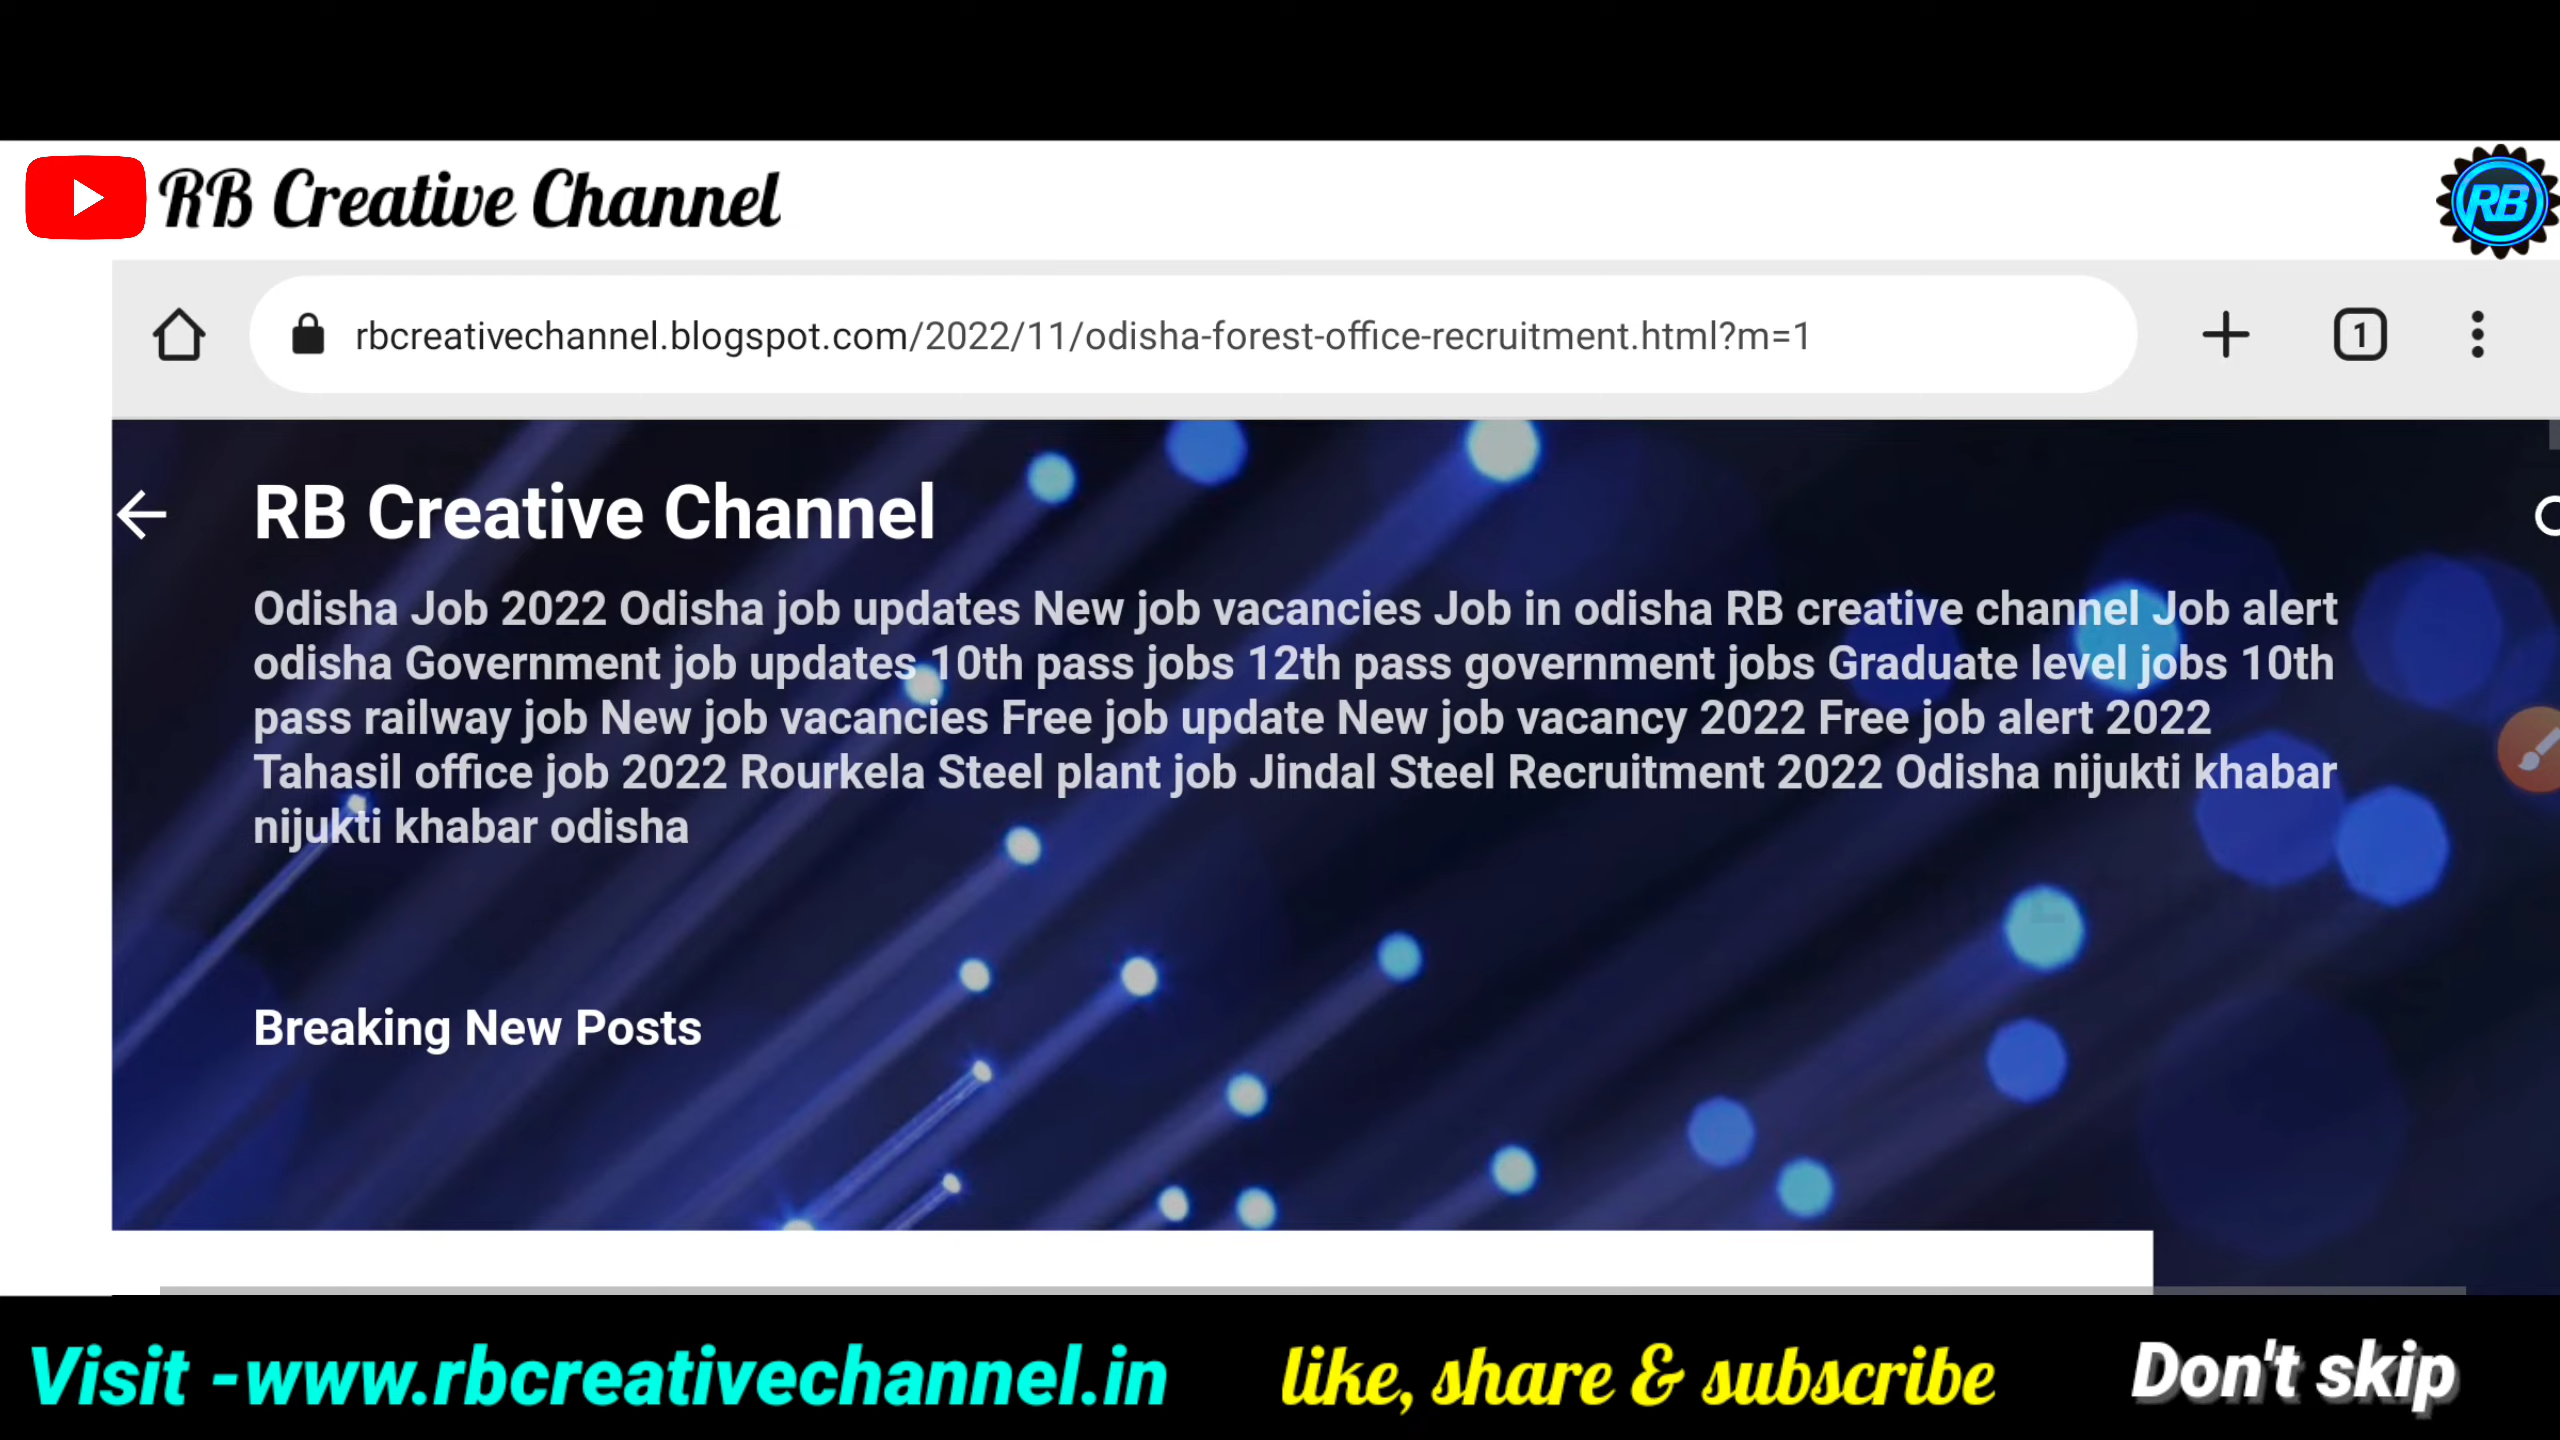 RB Creative Channel
RB
rbcreativechannel.blogspot.com/2022/11/odisha-forest-office-recruitment.html?m=1
1
RB Creative Channel
Odisha Job 2022 Odisha job updates New job vacancies Job in odisha RB creative channel Job alert
odisha Government job updates 10th pass jobs 12th pass government jobs Graduate level jobs 10th
pass railway job New job vacancies Free job update New job vacancy 2022 Free job alert 2022
Tahasil office job 2022 Rourkela Steel plant job Jindal Steel Recruitment 2022 Odisha nijukti khabar
nijukti khabar odisha
Breaking New Posts
Visit -www.rbcreativechannel.in
like, share & subscribe
Don't skip